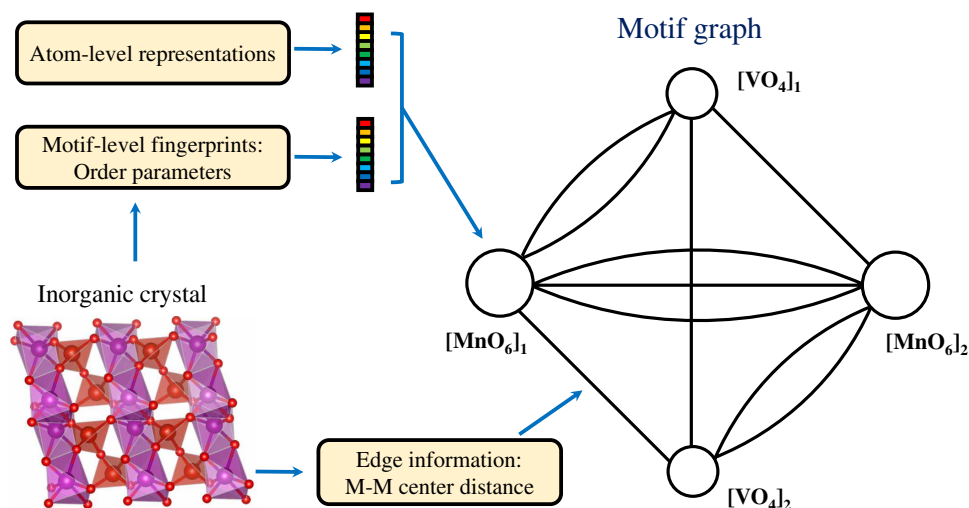 Atom-level representations
Motif-level fingerprints:
Order parameters
Inorganic crystal
Edge information:
M-M center distance
Motif graph
[VO₄]₁
[MnO₆]₁
[MnO₆]₂
[VO₄]₂